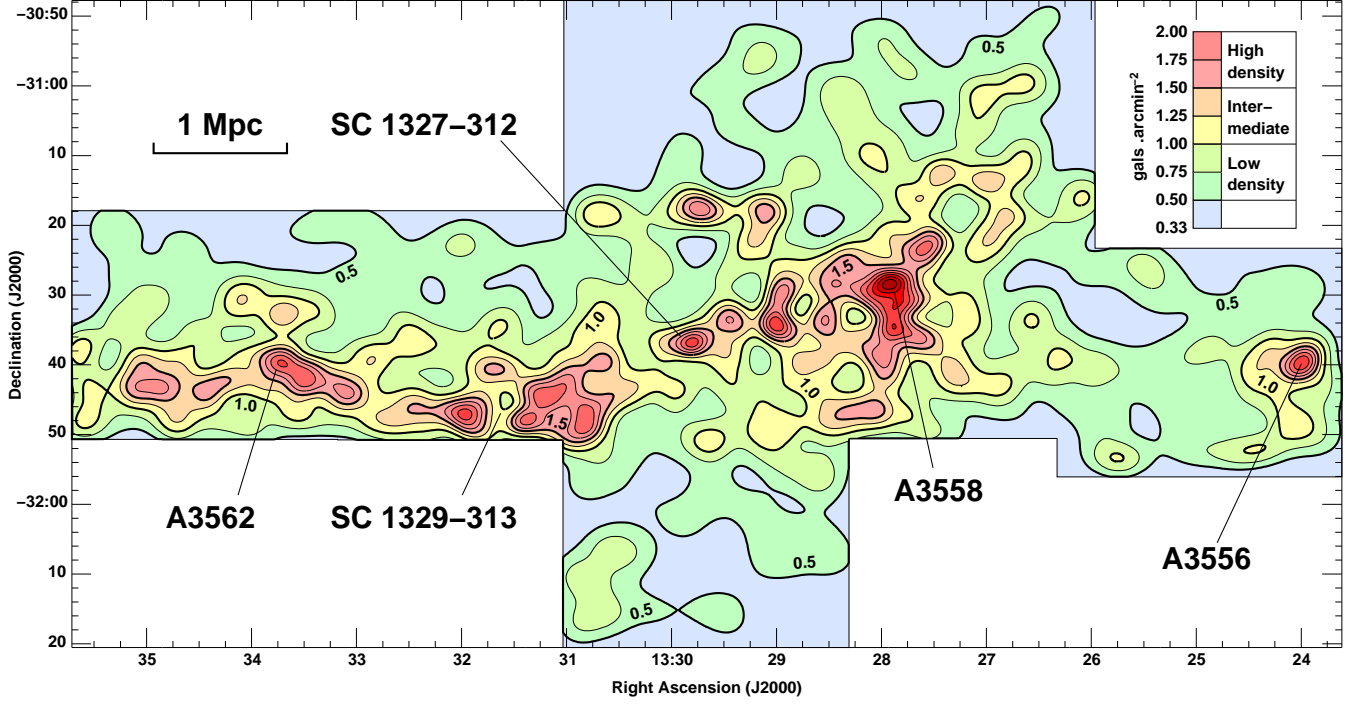 −30:50
−31:00
10
20
30
40
50
−32:00
10
20
Declination (J2000)
35
34
33
32
31
13:30
29
28
27
26
25
24
Right Ascension (J2000)
1 Mpc
SC 1327−312
A3562
SC 1329−313
A3558
A3556
0.5
0.5
0.5
0.5
0.5
1.0
1.0
1.0
1.0
1.5
1.5
gals .arcmin−2
2.00
1.75
1.50
1.25
1.00
0.75
0.50
0.33
High
density
Inter−
mediate
Low
density